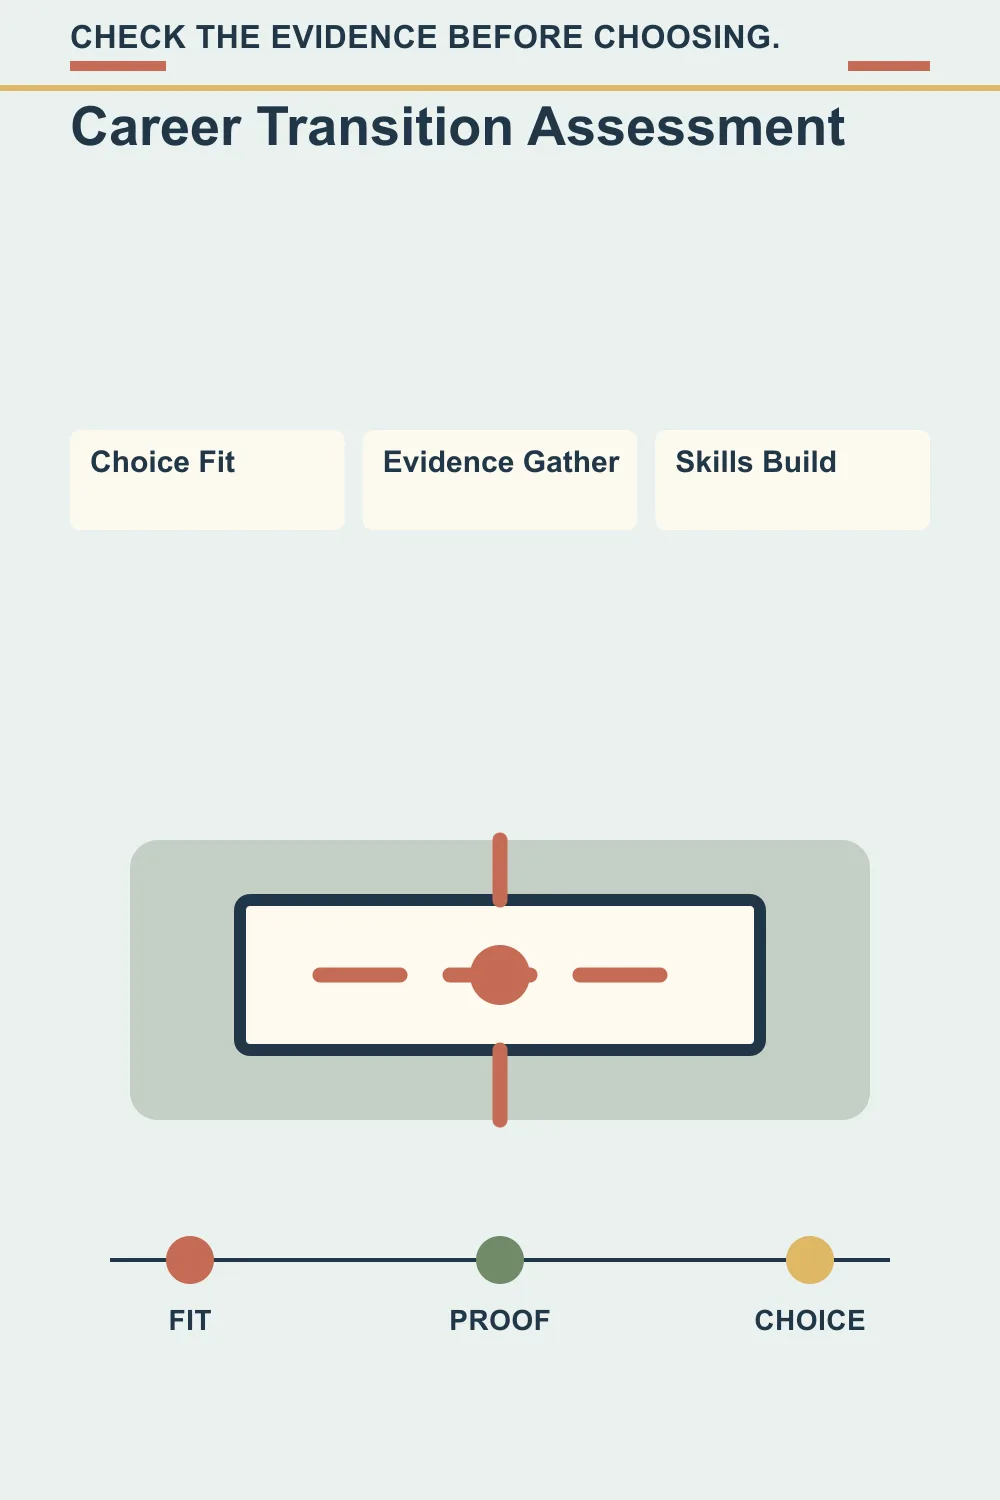 CHECK THE EVIDENCE BEFORE CHOOSING.
Career Transition Assessment
Choice Fit
Evidence Gather
Skills Build
FIT
PROOF
CHOICE